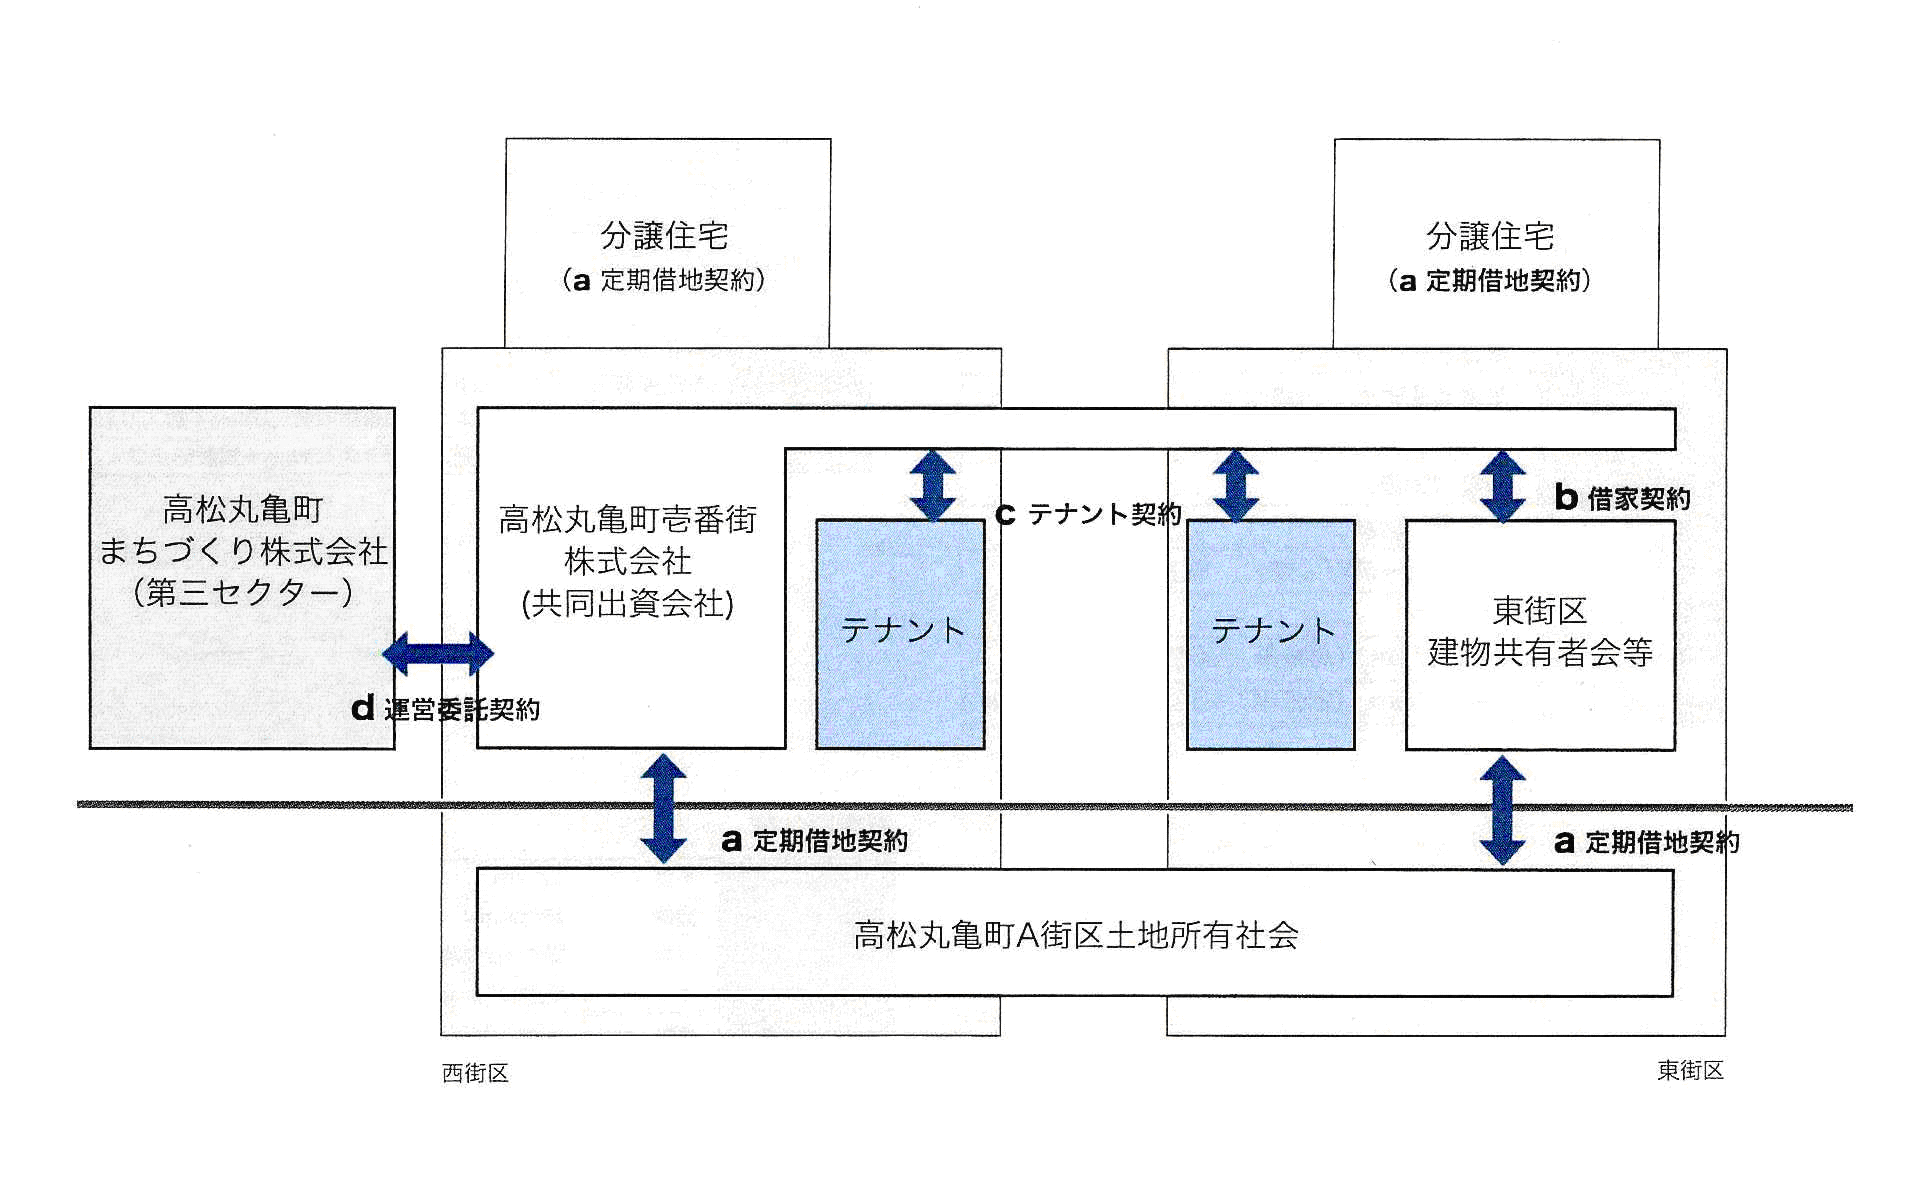 分譲住宅
（a 定期借地契約）
分譲住宅
（a 定期借地契約）
高松丸亀町
まちづくり株式会社
（第三セクター）
高松丸亀町壱番街
株式会社
(共同出資会社)
テナント
c テナント契約
テナント
b 借家契約
東街区
建物共有者会等
d 運営委託契約
a 定期借地契約
a 定期借地契約
高松丸亀町A街区土地所有社会
西街区
東街区